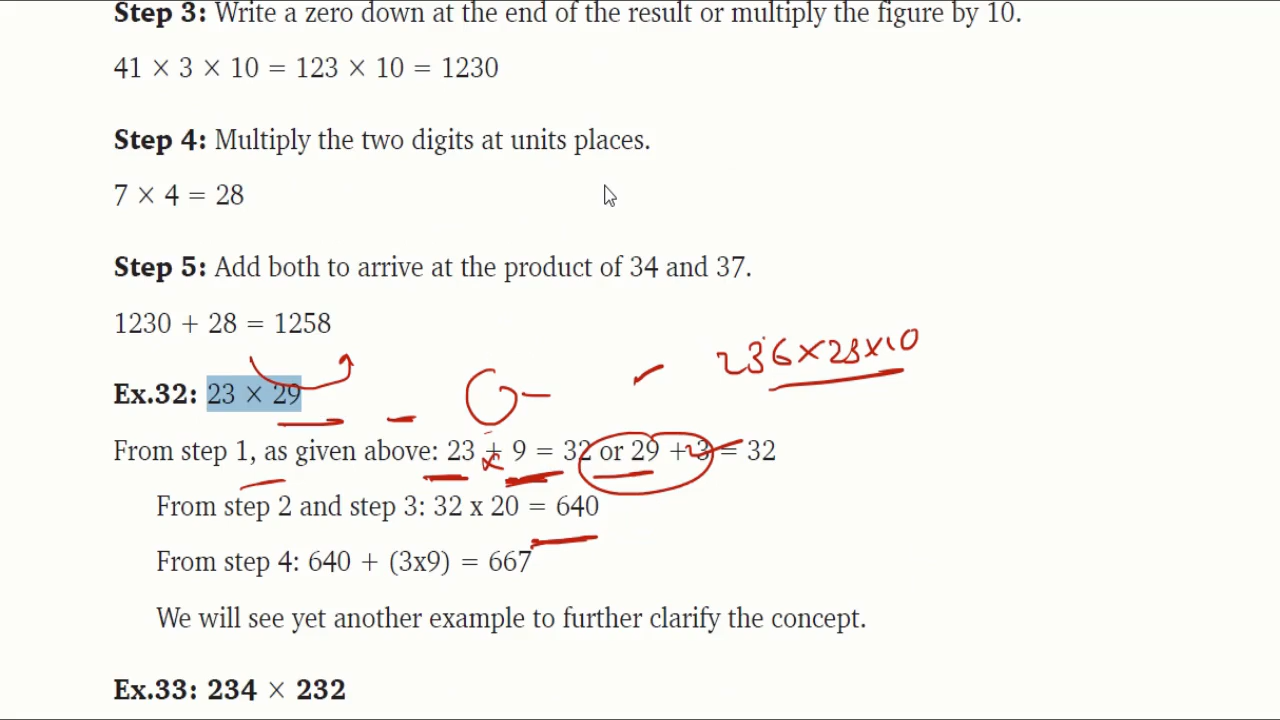 Step 3: Write a zero down at the end of the result or multiply the figure by 10.
41 × 3 × 10 = 123 × 10 = 1230
Step 4: Multiply the two digits at units places.
7 × 4 = 28
Step 5: Add both to arrive at the product of 34 and 37.
1230 + 28 = 1258
236×23×10
Ex.32: 23 × 29
From step 1, as given above: 23 + 9 = 32 or 29 + 3 = 32
From step 2 and step 3: 32 x 20 = 640
From step 4: 640 + (3x9) = 667
We will see yet another example to further clarify the concept.
Ex.33: 234 × 232